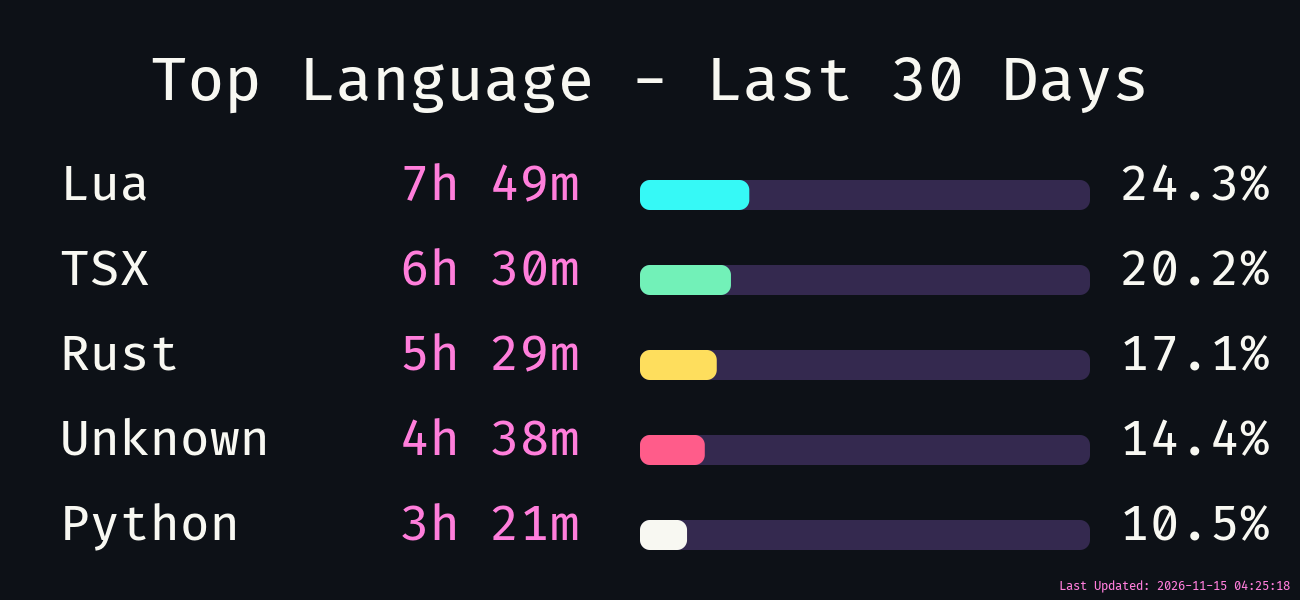 Top Language - Last 30 Days
Lua 7h 49m 24.3%
TSX 6h 30m 20.2%
Rust 5h 29m 17.1%
Unknown 4h 38m 14.4%
Python 3h 21m 10.5%
Last Updated: 2026-11-15 04:25:18